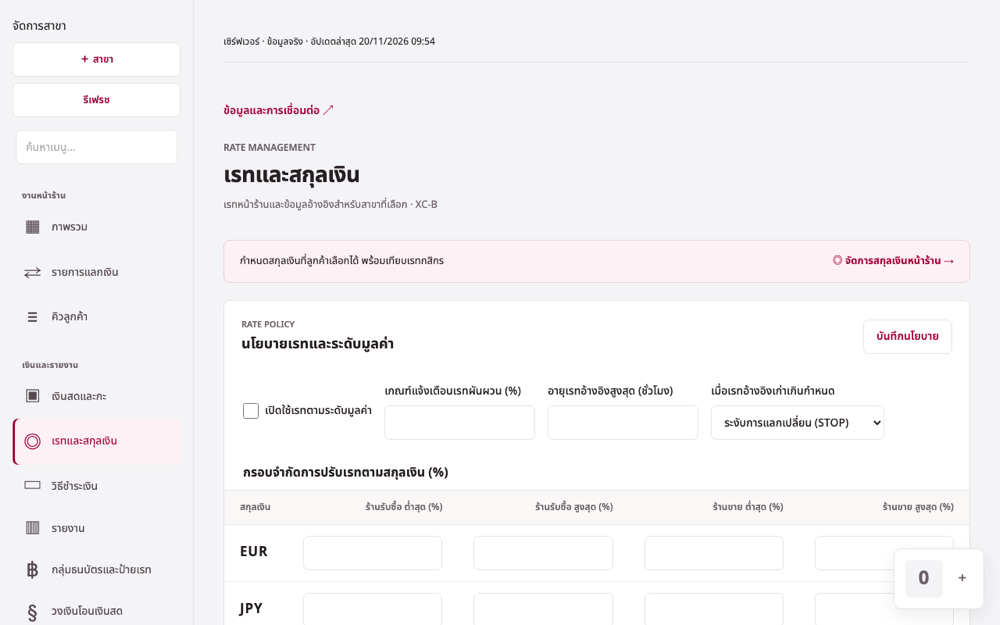 จัดการสาขา
+ สาขา
รีเฟรช
ค้นหาเมนู...
งานหน้าร้าน
ภาพรวม
รายการแลกเงิน
คิวลูกค้า
เงินและรายงาน
เงินสดและกะ
เรทและสกุลเงิน
วิธีชำระเงิน
รายงาน
฿ กลุ่มธนบัตรและป้ายเรท
§ วงเงินโอนเงินสด
เซิร์ฟเวอร์ · ข้อมูลจริง · อัปเดตล่าสุด 20/11/2026 09:54
ข้อมูลและการเชื่อมต่อ ↗
RATE MANAGEMENT
เรทและสกุลเงิน
เรทหน้าร้านและข้อมูลอ้างอิงสำหรับสาขาที่เลือก · XC-B
กำหนดสกุลเงินที่ลูกค้าเลือกได้ พร้อมเทียบเรทกสิกร
◎ จัดการสกุลเงินหน้าร้าน →
RATE POLICY
นโยบายเรทและระดับมูลค่า
บันทึกนโยบาย
เปิดใช้เรทตามระดับมูลค่า
เกณฑ์แจ้งเตือนเรทผันผวน (%)
อายุเรทอ้างอิงสูงสุด (ชั่วโมง)
เมื่อเรทอ้างอิงเก่าเกินกำหนด
ระงับการแลกเปลี่ยน (STOP)
กรอบจำกัดการปรับเรทตามสกุลเงิน (%)
สกุลเงิน ร้านรับซื้อ ต่ำสุด (%) ร้านรับซื้อ สูงสุด (%) ร้านขาย ต่ำสุด (%) ร้านขาย สูงสุด (%)
EUR
JPY
0 +